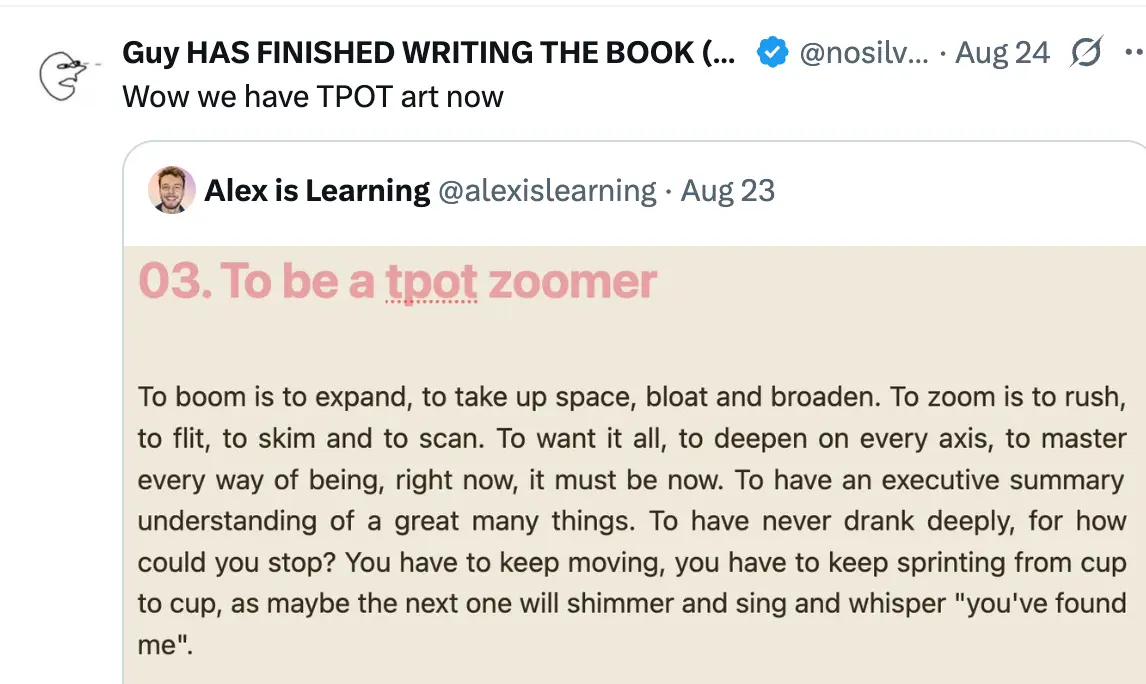 Guy HAS FINISHED WRITING THE BOOK (... @nosilv... · Aug 24
Wow we have TPOT art now
Alex is Learning @alexislearning · Aug 23
03. To be a tpot zoomer
To boom is to expand, to take up space, bloat and broaden. To zoom is to rush,
to flit, to skim and to scan. To want it all, to deepen on every axis, to master
every way of being, right now, it must be now. To have an executive summary
understanding of a great many things. To have never drank deeply, for how
could you stop? You have to keep moving, you have to keep sprinting from cup
to cup, as maybe the next one will shimmer and sing and whisper "you've found
me".